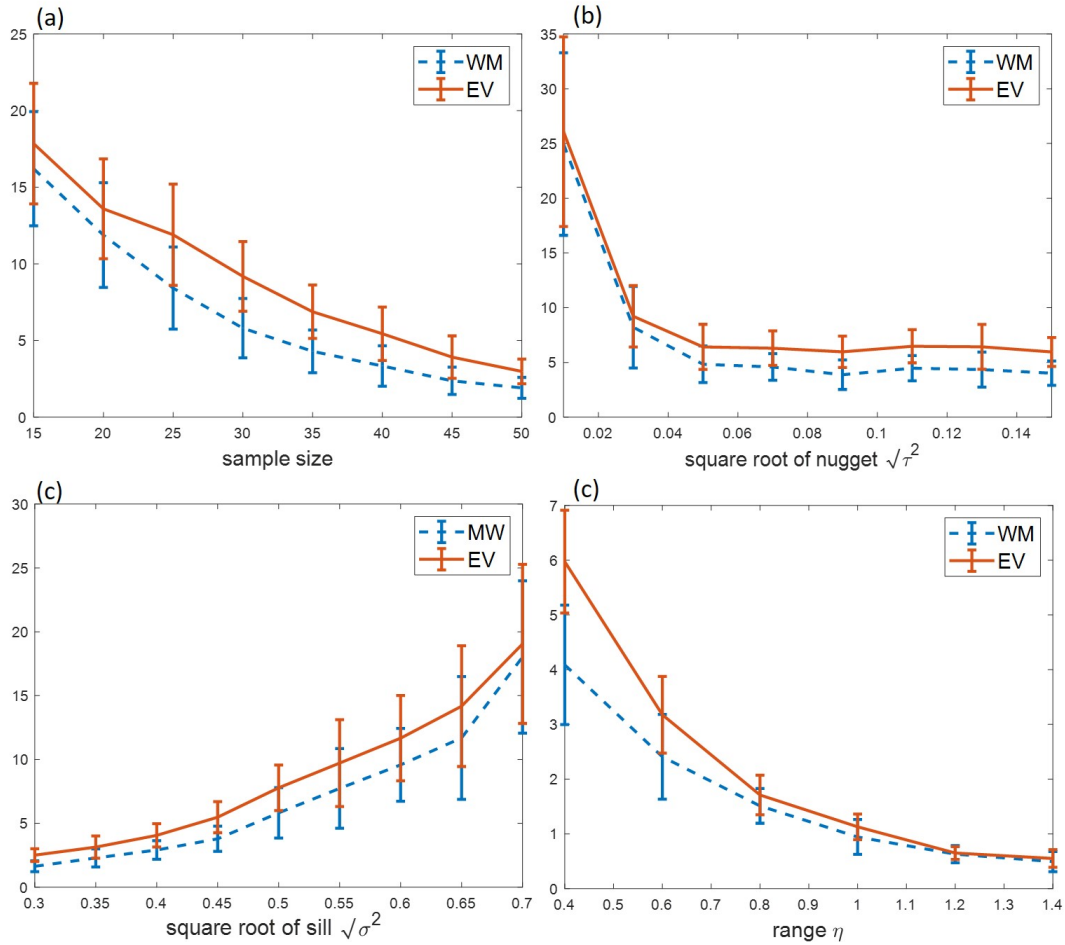 (a)
25
20
15
10
5
0
15 20 25 30 35 40 45 50
sample size
WM
EV
(b)
35
30
25
20
15
10
5
0
0.02 0.04 0.06 0.08 0.1 0.12 0.14
square root of nugget √τ²
WM
EV
(c)
30
25
20
15
10
5
0
0.3 0.35 0.4 0.45 0.5 0.55 0.6 0.65 0.7
square root of sill √σ²
MW
EV
(c)
7
6
5
4
3
2
1
0
0.4 0.5 0.6 0.7 0.8 0.9 1 1.1 1.2 1.3 1.4
range η
WM
EV